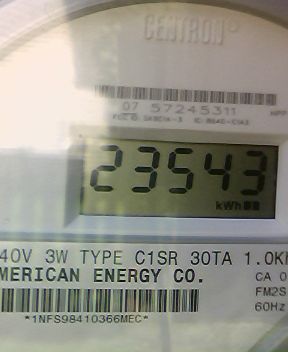 CENTRON®
07 57245311
23543
kWh
40V 3W TYPE C1SR 30TA 1.0K
MERICAN ENERGY CO.
CA 0
FM2S
60Hz
*1NFS98410366MEC*